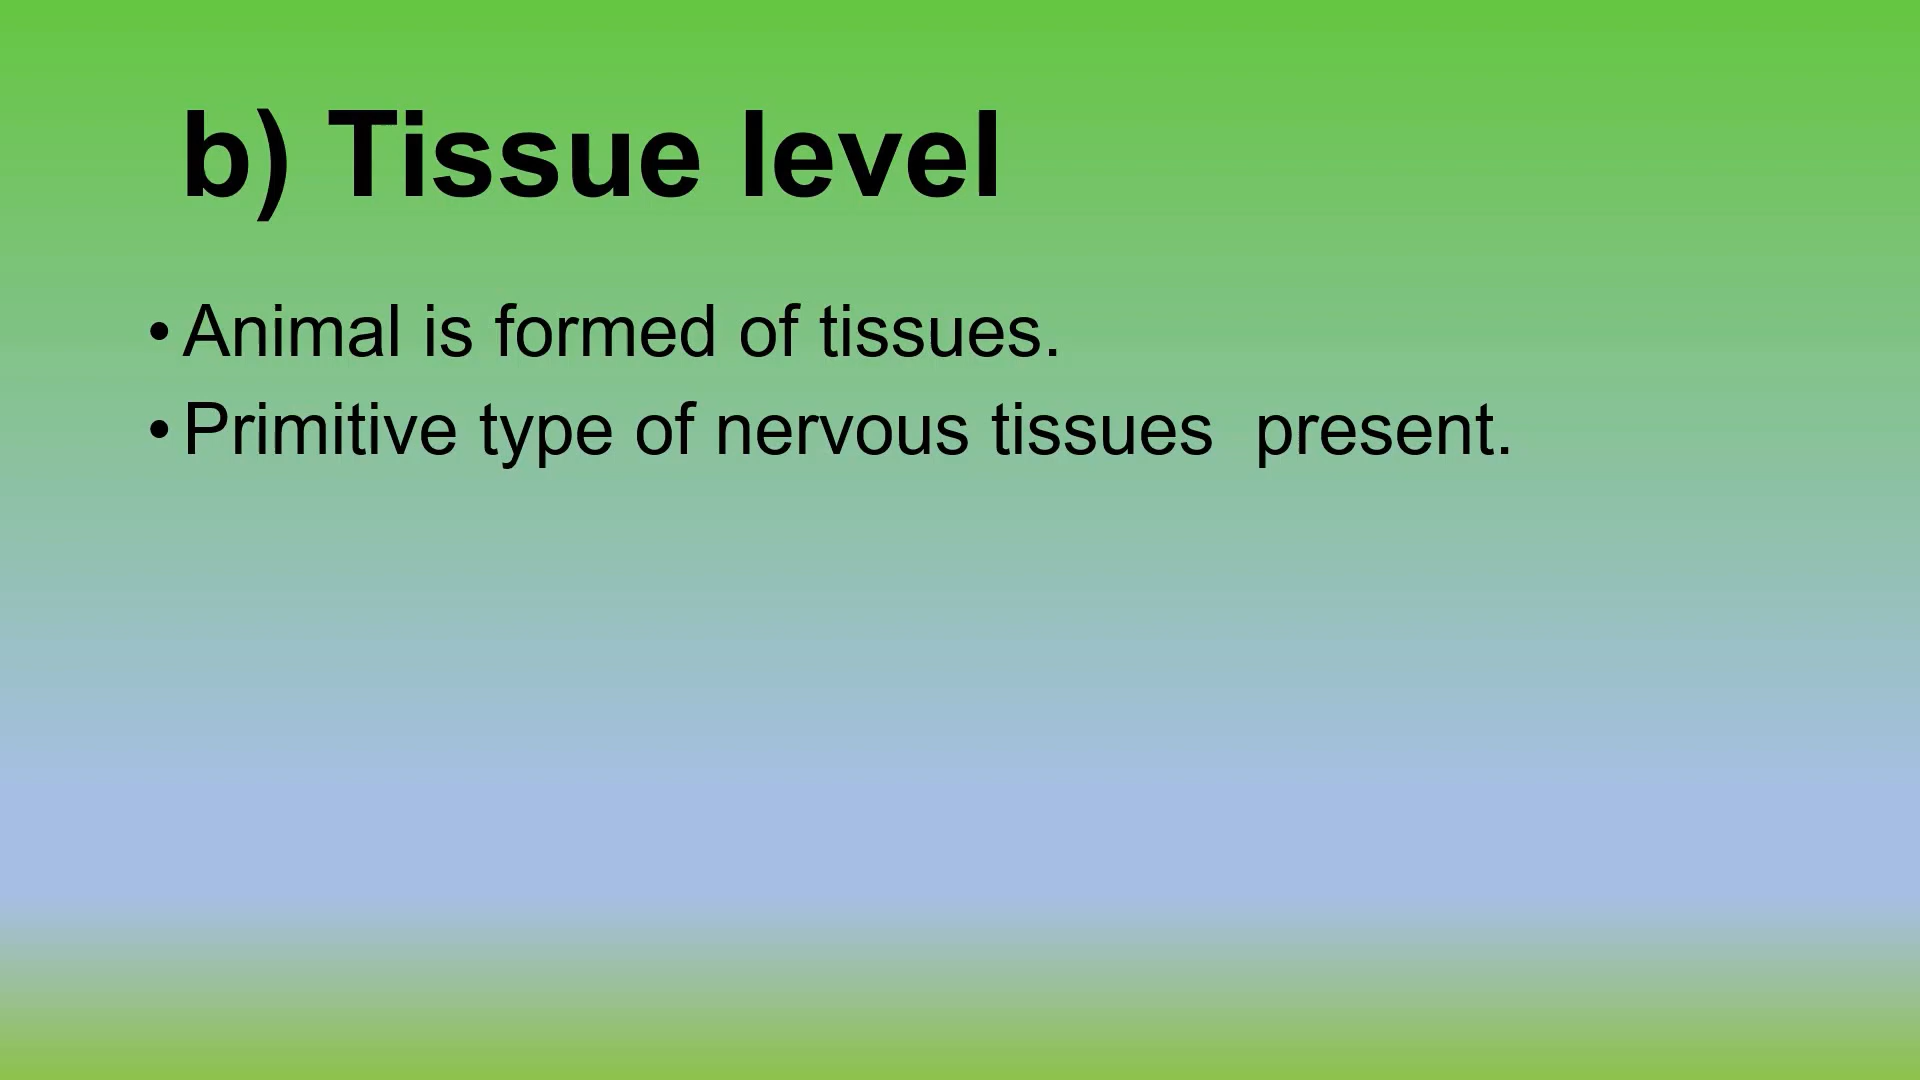 b) Tissue level
• Animal is formed of tissues.
• Primitive type of nervous tissues  present.